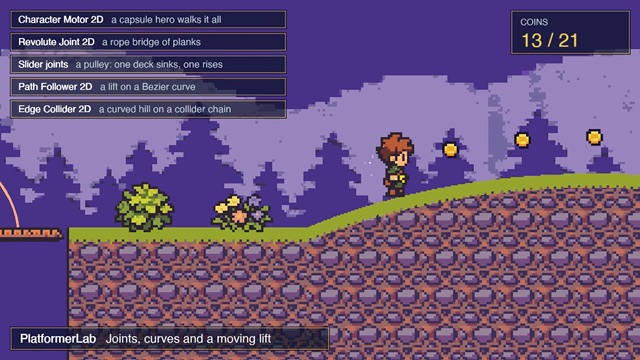 Character Motor 2D a capsule hero walks it all
Revolute Joint 2D a rope bridge of planks
Slider joints a pulley: one deck sinks, one rises
Path Follower 2D a lift on a Bezier curve
Edge Collider 2D a curved hill on a collider chain
COINS
13 / 21
PlatformerLab Joints, curves and a moving lift